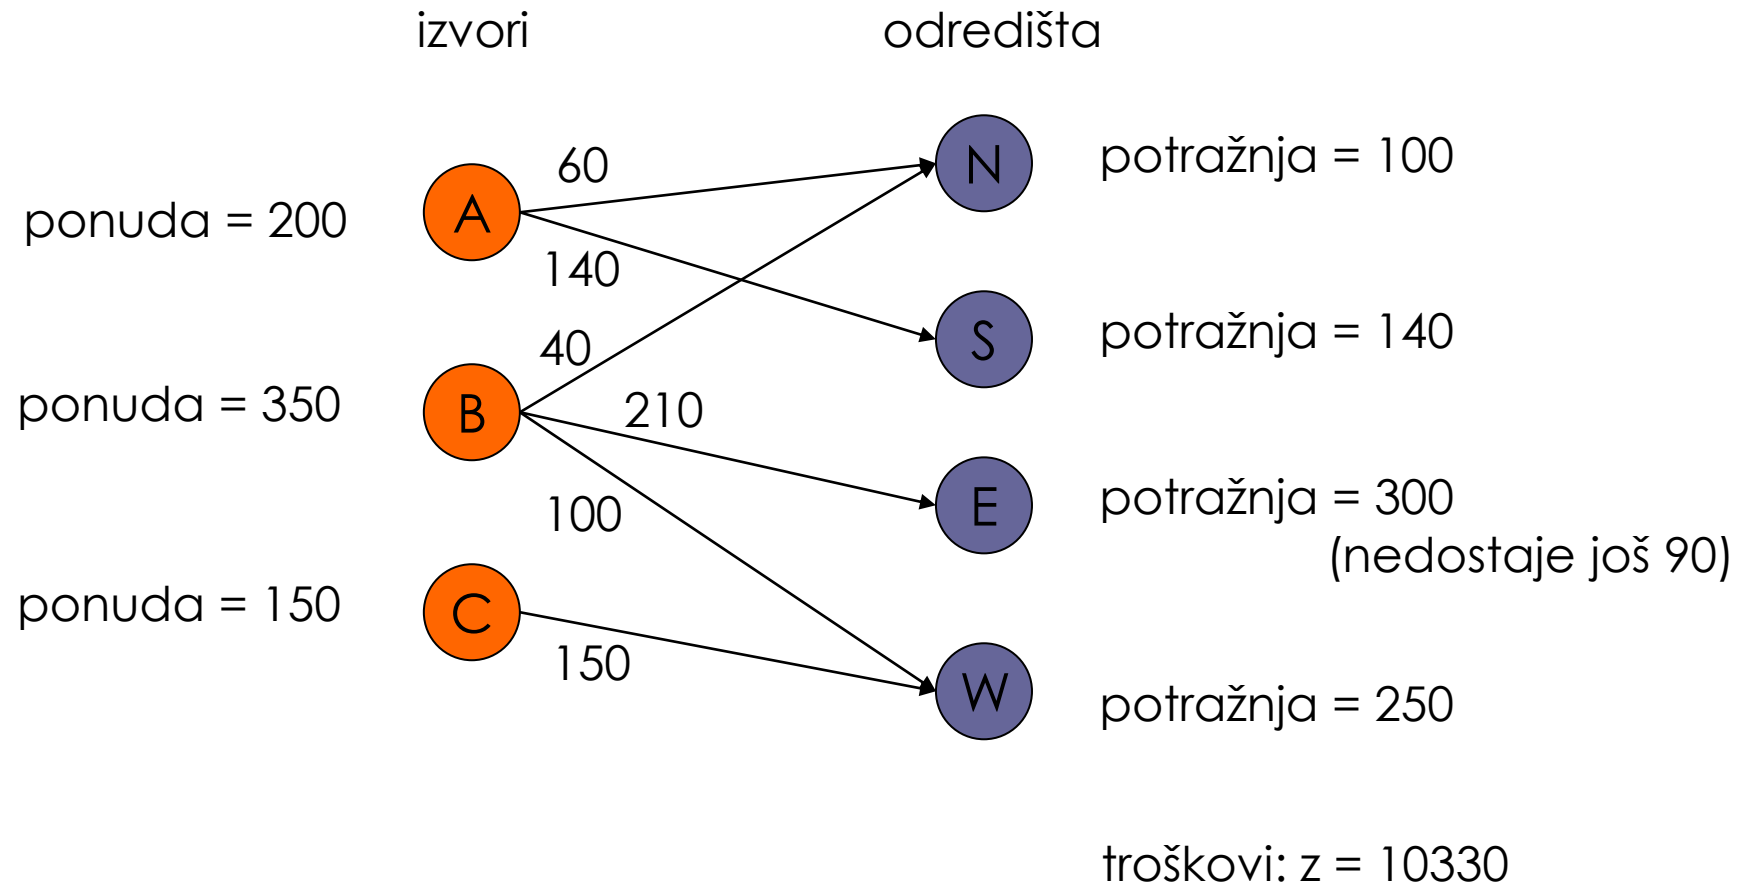 izvori
odredišta
60
N
potražnja = 100
ponuda = 200
A
140
S
potražnja = 140
40
ponuda = 350
B
210
E
potražnja = 300
(nedostaje još 90)
100
ponuda = 150
C
150
W
potražnja = 250
troškovi: z = 10330